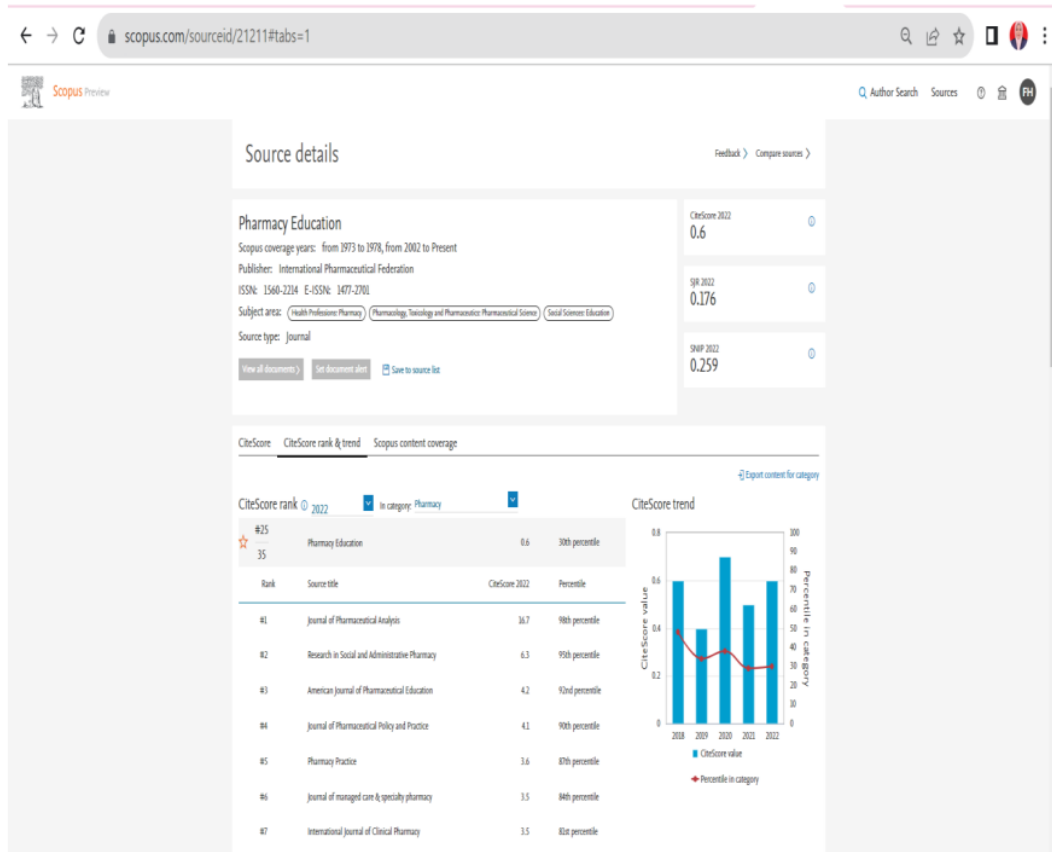 scopus.com/sourceid/21211#tabs=1
Scopus Preview
Author Search Sources FH
Source details
Feedback Compare sources
Pharmacy Education
Scopus coverage years: from 1973 to 1978, from 2002 to Present
Publisher: International Pharmaceutical Federation
ISSN: 1560-2214 E-ISSN: 1477-2701
Subject area: Health Professions: Pharmacy Pharmacology, Toxicology and Pharmaceutics: Pharmaceutical Science Social Sciences: Education
Source type: Journal
View all documents > Set document alert Save to source list
CiteScore 2022
0.6
SJR 2022
0.176
SNIP 2022
0.259
CiteScore CiteScore rank & trend Scopus content coverage
Export content for category
CiteScore rank 2022 In category: Pharmacy
#25
35
Pharmacy Education 0.6 30th percentile
Rank Source title CiteScore 2022 Percentile
#1 Journal of Pharmaceutical Analysis 16.7 98th percentile
#2 Research in Social and Administrative Pharmacy 6.3 95th percentile
#3 American Journal of Pharmaceutical Education 4.2 92nd percentile
#4 Journal of Pharmaceutical Policy and Practice 4.1 90th percentile
#5 Pharmacy Practice 3.6 87th percentile
#6 Journal of managed care & specialty pharmacy 3.5 84th percentile
#7 International Journal of Clinical Pharmacy 3.5 81st percentile
CiteScore trend
CiteScore value
0.8
0.6
0.4
0.2
0
Percentile in category
100
90
80
70
60
50
40
30
20
10
0
2018 2019 2020 2021 2022
CiteScore value
Percentile in category